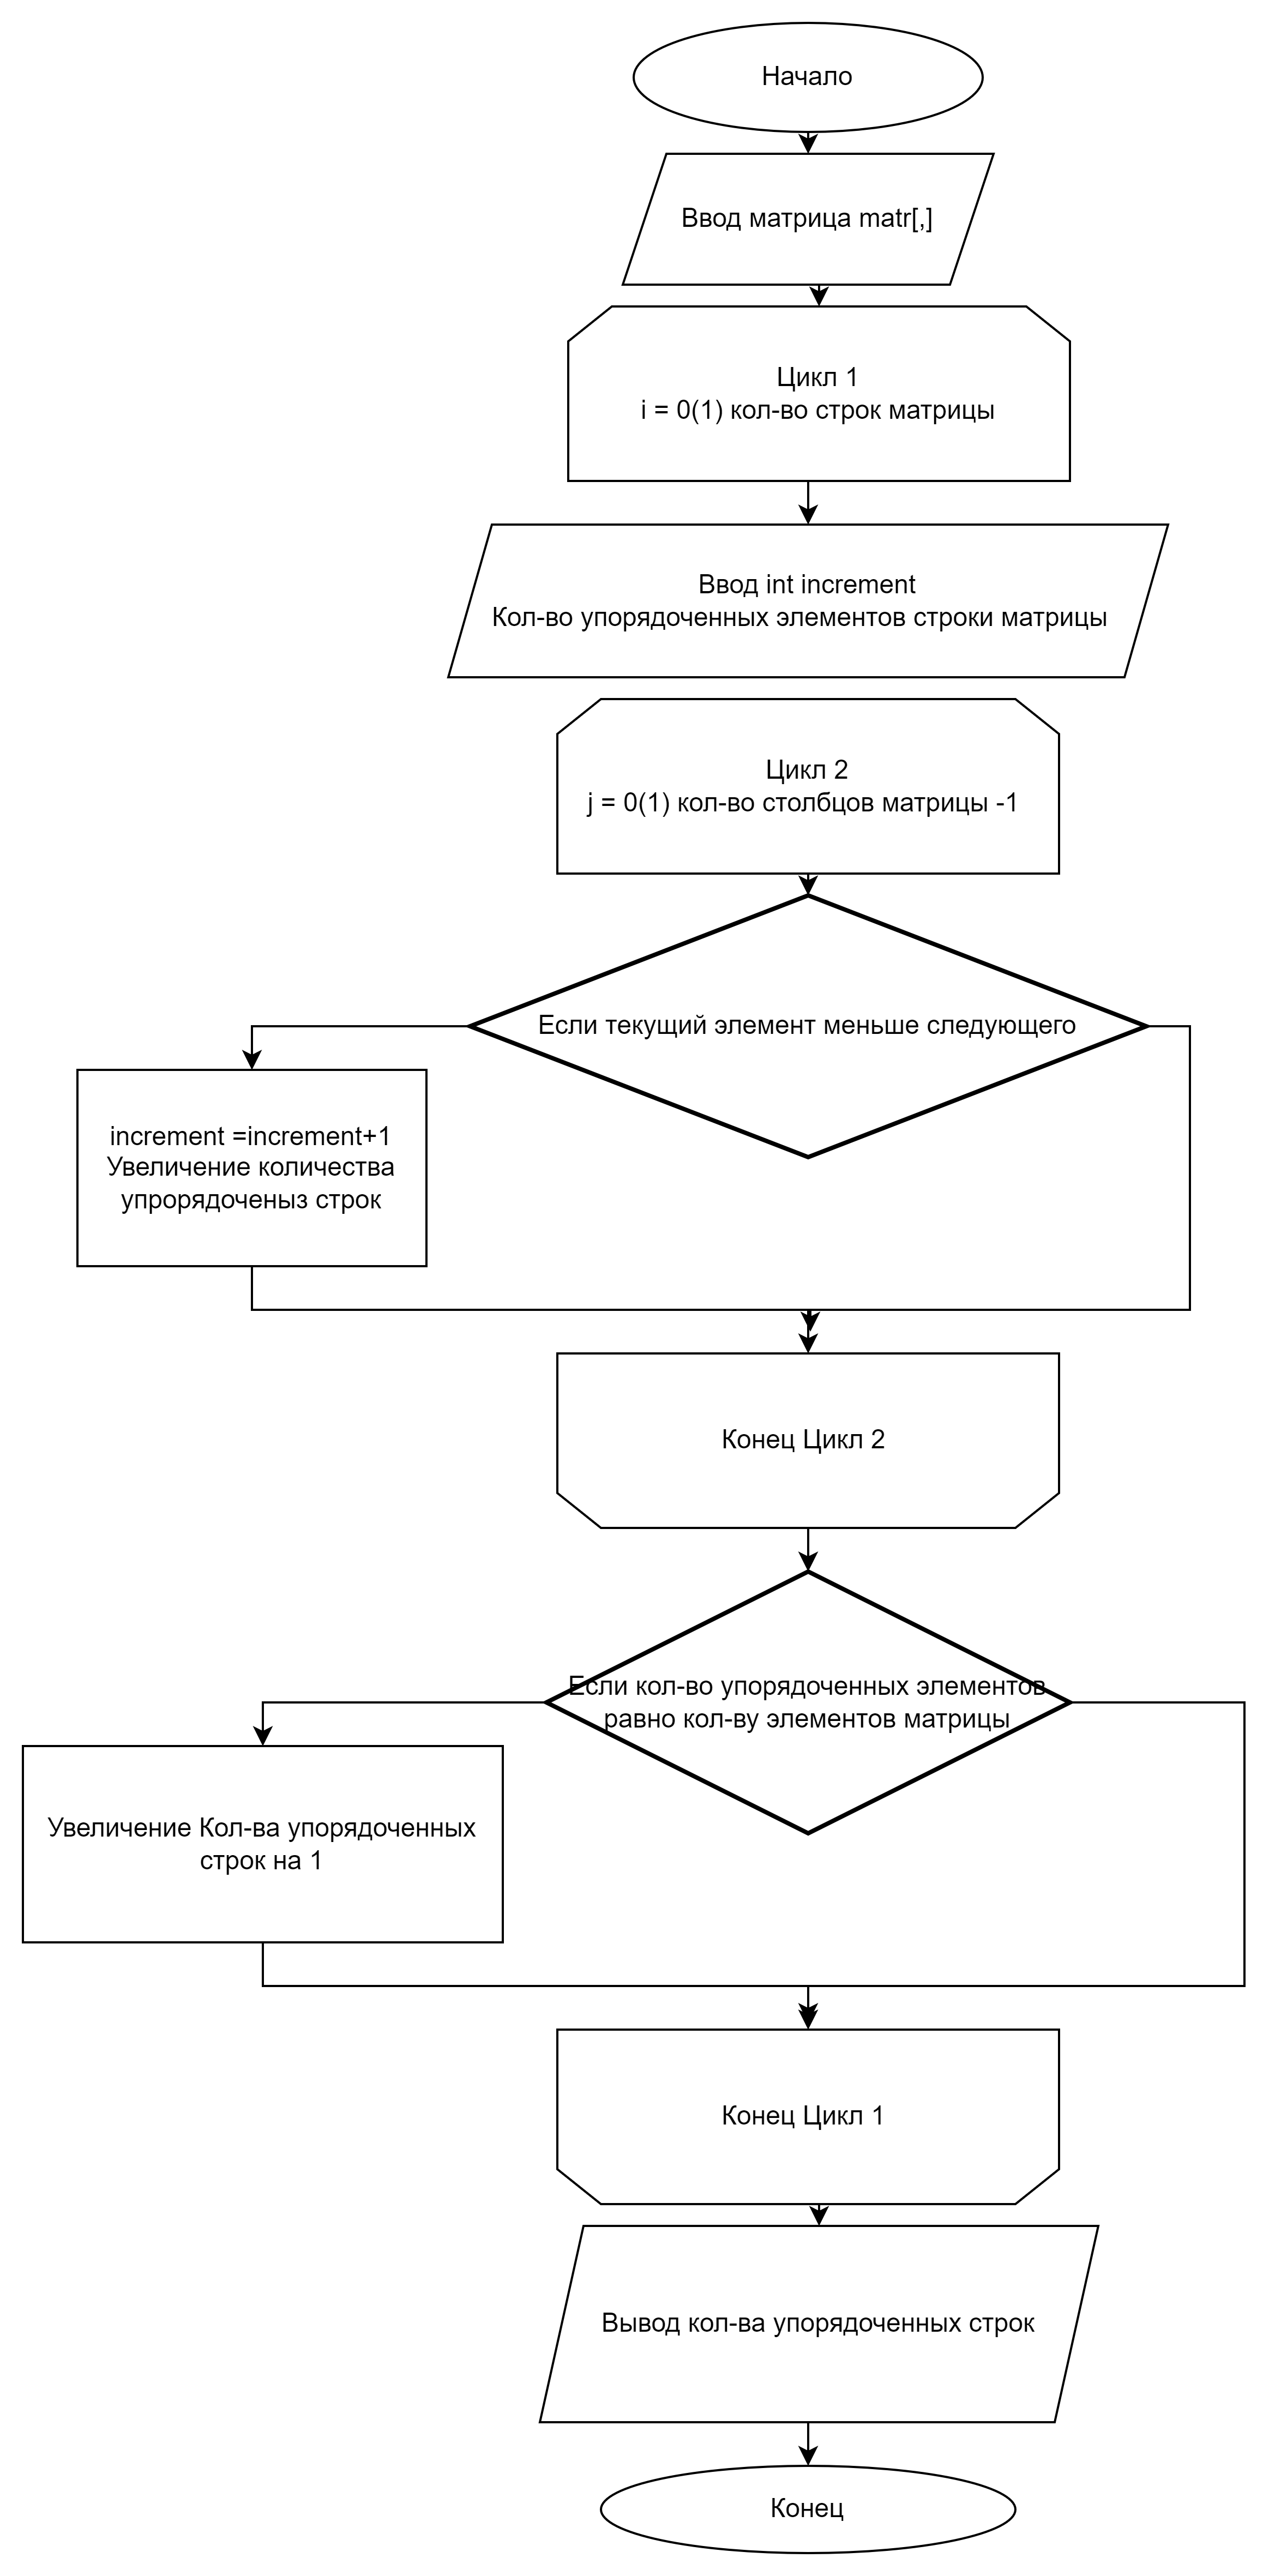 Начало
Ввод матрица matr[,]
Цикл 1
i = 0(1) кол-во строк матрицы
Ввод int increment
Кол-во упорядоченных элементов строки матрицы
Цикл 2
j = 0(1) кол-во столбцов матрицы -1
Если текущий элемент меньше следующего
increment =increment+1
Увеличение количества
упрорядоченыз строк
Конец Цикл 2
Если кол-во упорядоченных элементов
равно кол-ву элементов матрицы
Увеличение Кол-ва упорядоченных
строк на 1
Конец Цикл 1
Вывод кол-ва упорядоченных строк
Конец